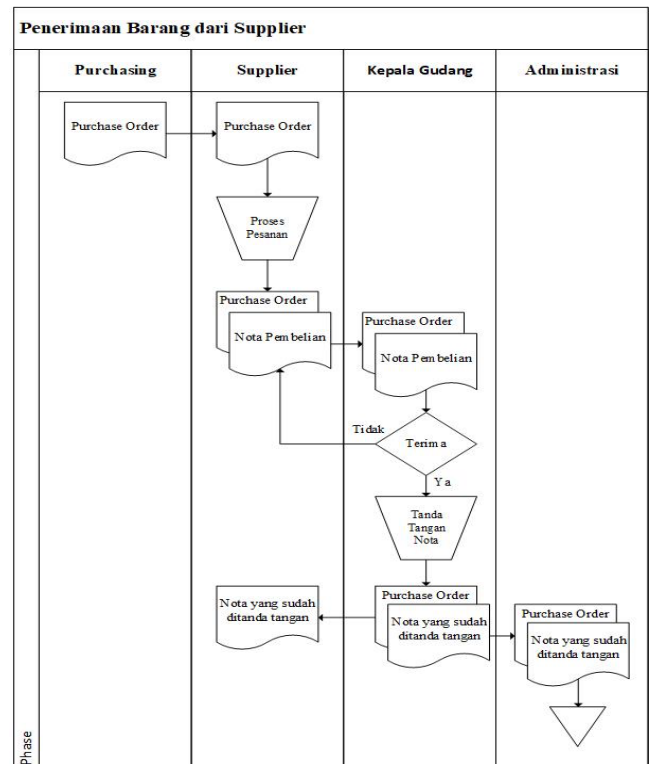 Penerimaan Barang dari Supplier
Purchasing
Supplier
Kepala Gudang
Administrasi
Purchase Order
Purchase Order
Proses
Pesanan
Purchase Order
Nota Pembelian
Purchase Order
Nota Pembelian
Tidak
Terima
Ya
Tanda
Tangan
Nota
Nota yang sudah
ditanda tangan
Purchase Order
Nota yang sudah
ditanda tangan
Purchase Order
Nota yang sudah
ditanda tangan
Phase